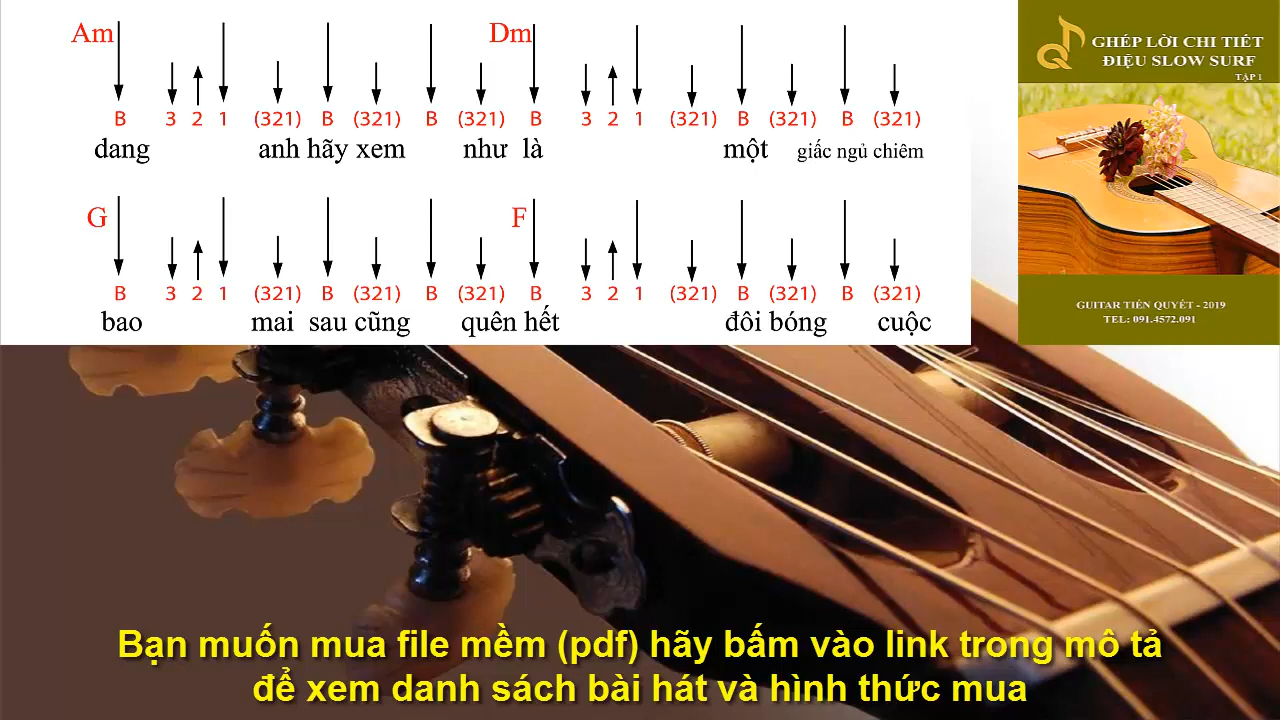 Am Dm
B 3 2 1 (321) B (321) B (321) B 3 2 1 (321) B (321) B (321)
dang anh hãy xem như là một giấc ngủ chiêm
G F
B 3 2 1 (321) B (321) B (321) B 3 2 1 (321) B (321) B (321)
bao mai sau cũng quên hết đôi bóng cuộc
GHÉP LỜI CHI TIẾT
ĐIỆU SLOW SURF
TẬP 1
GUITAR TIẾN QUYẾT - 2019
TEL: 091.4572.091
Bạn muốn mua file mềm (pdf) hãy bấm vào link trong mô tả
để xem danh sách bài hát và hình thức mua